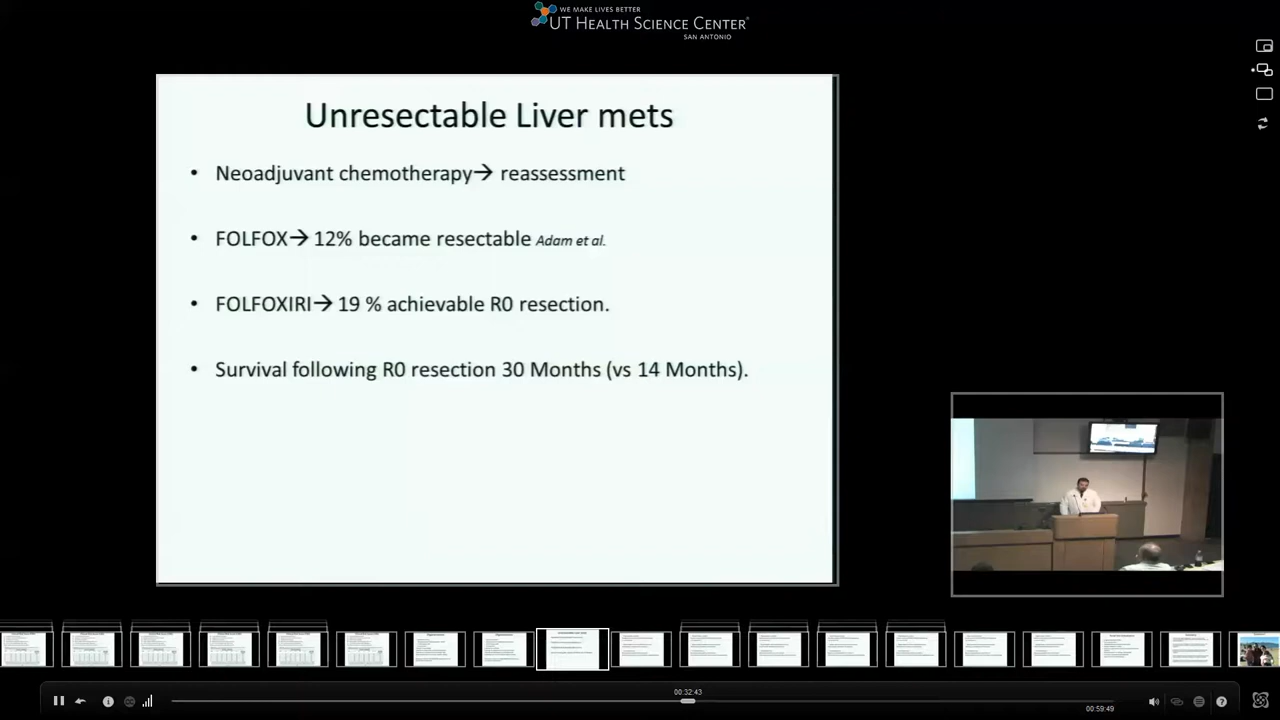 WE MAKE LIVES BETTER
UT HEALTH SCIENCE CENTER®
SAN ANTONIO
Unresectable Liver mets
• Neoadjuvant chemotherapy→ reassessment
• FOLFOX→ 12% became resectable Adam et al.
• FOLFOXIRI→ 19 % achievable R0 resection.
• Survival following R0 resection 30 Months (vs 14 Months).
00:32:43
00:59:49